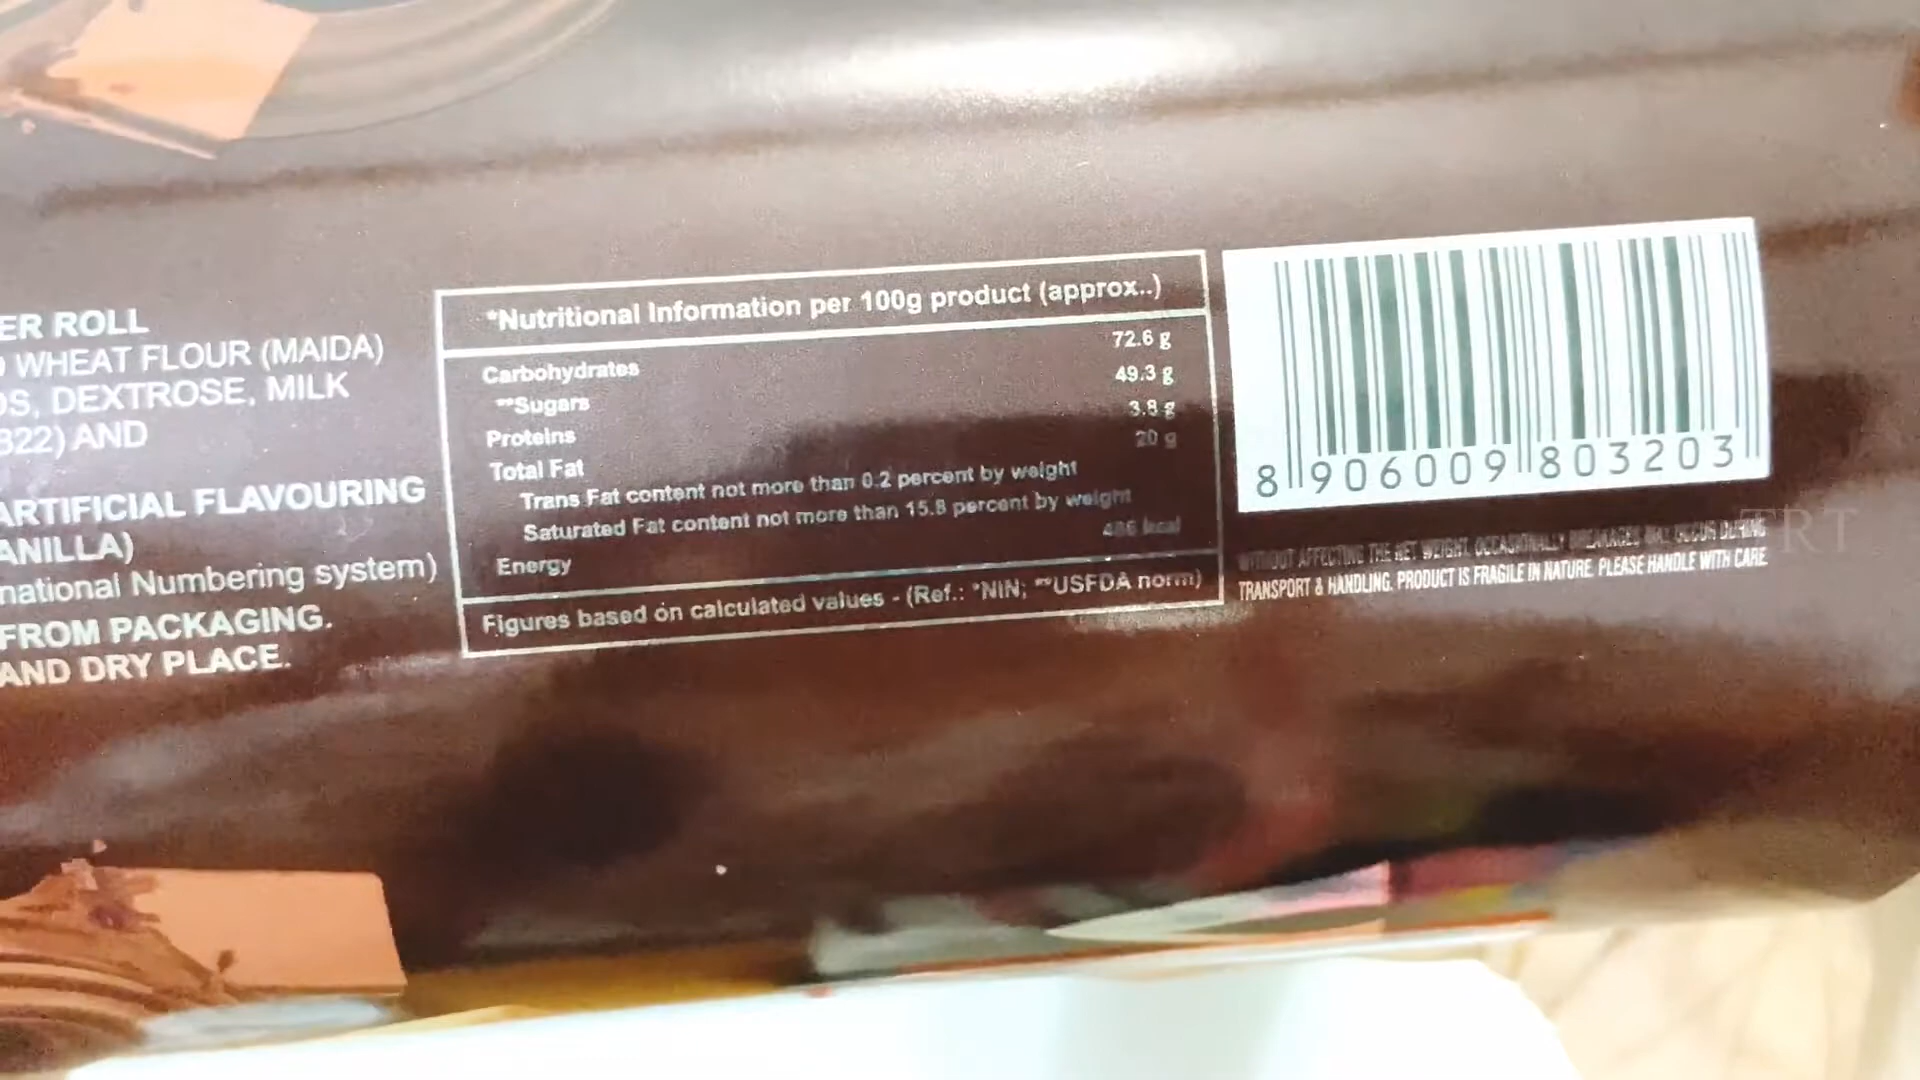 ER ROLL
WHEAT FLOUR (MAIDA)
DS, DEXTROSE, MILK
322) AND
ARTIFICIAL FLAVOURING
ANILLA)
national Numbering system)
FROM PACKAGING.
AND DRY PLACE.
*Nutritional Information per 100g product (approx..)
Carbohydrates 72.6 g
**Sugars 49.3 g
Proteins 3.8 g
Total Fat 20 g
Trans Fat content not more than 0.2 percent by weight
Saturated Fat content not more than 15.8 percent by weight
Energy kcal
Figures based on calculated values - (Ref.: *NIN; **USFDA norm)
8 906009 803203
WITHOUT AFFECTING THE NET WEIGHT. OCCASIONALLY BREAKAGES MAY OCCUR DURING
TRANSPORT & HANDLING. PRODUCT IS FRAGILE IN NATURE. PLEASE HANDLE WITH CARE.
TRT